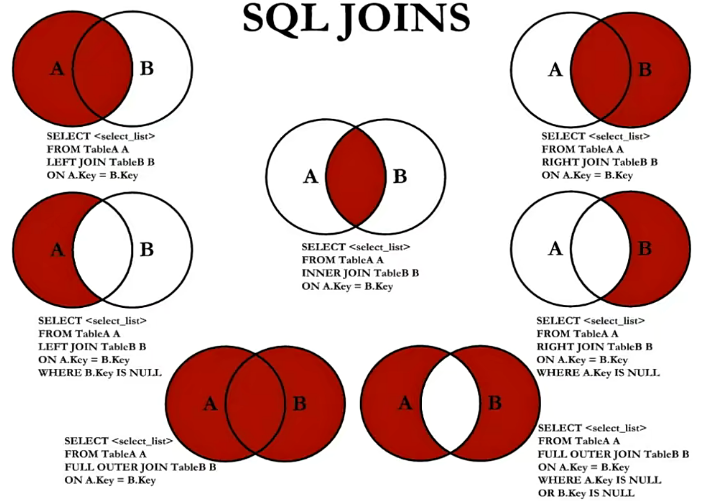 SQL JOINS
A B
SELECT <select_list>
FROM TableA A
LEFT JOIN TableB B
ON A.Key = B.Key
A B
SELECT <select_list>
FROM TableA A
RIGHT JOIN TableB B
ON A.Key = B.Key
A B
SELECT <select_list>
FROM TableA A
INNER JOIN TableB B
ON A.Key = B.Key
A B
SELECT <select_list>
FROM TableA A
LEFT JOIN TableB B
ON A.Key = B.Key
WHERE B.Key IS NULL
A B
SELECT <select_list>
FROM TableA A
RIGHT JOIN TableB B
ON A.Key = B.Key
WHERE A.Key IS NULL
A B
SELECT <select_list>
FROM TableA A
FULL OUTER JOIN TableB B
ON A.Key = B.Key
A B
SELECT <select_list>
FROM TableA A
FULL OUTER JOIN TableB B
ON A.Key = B.Key
WHERE A.Key IS NULL
OR B.Key IS NULL